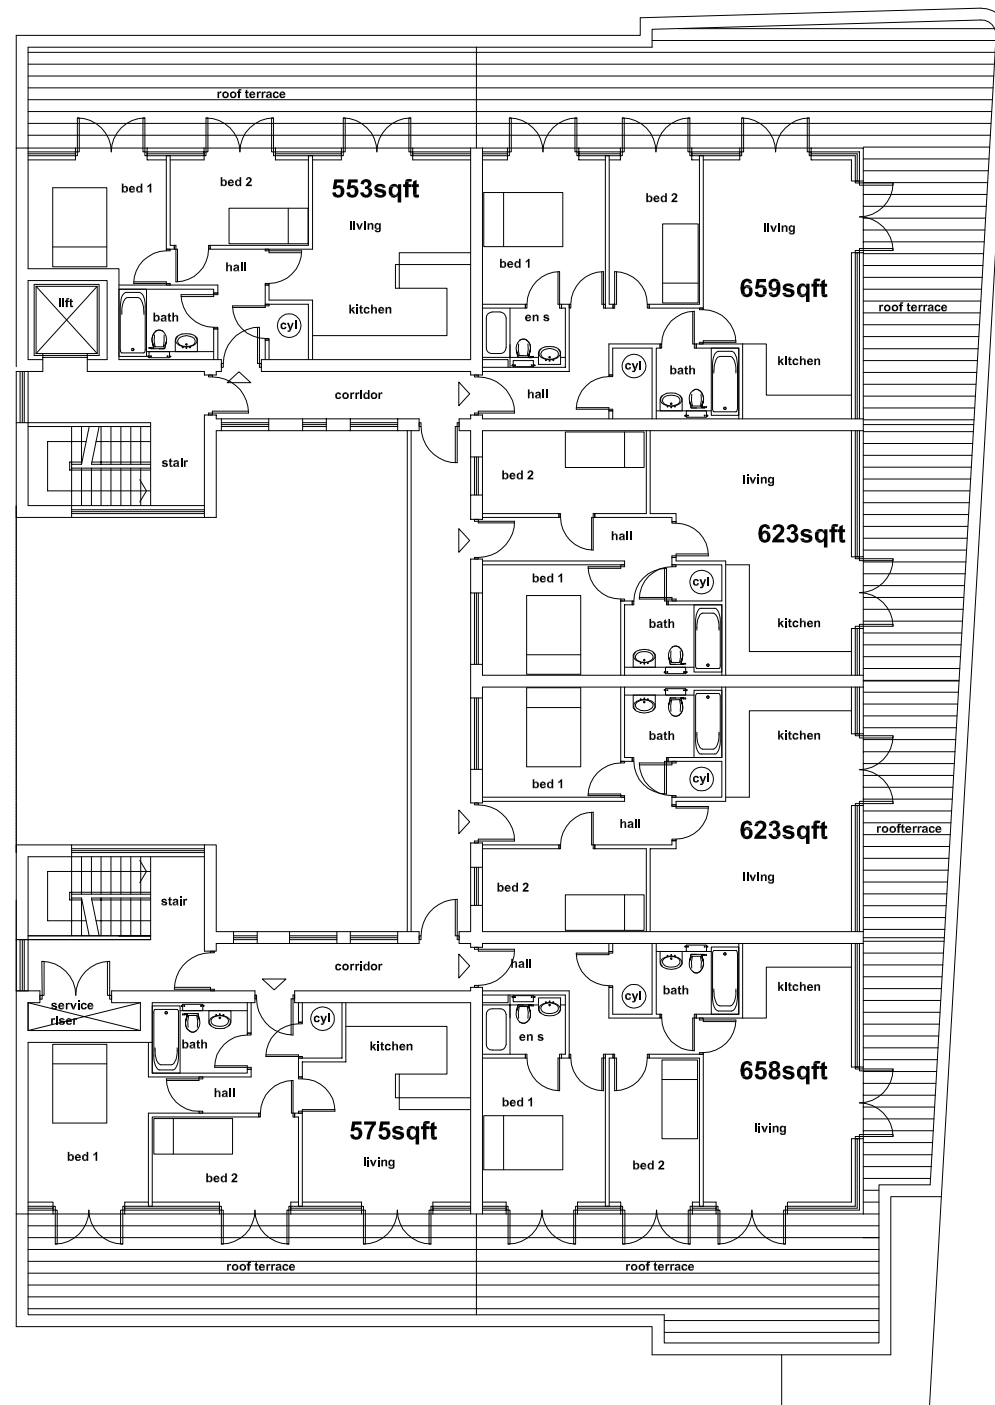 roof terrace
bed 1
bed 2
553sqft
living
hall
lift
bath
cyl
kitchen
bed 2
living
bed 1
659sqft
roof terrace
en s
cyl
bath
kitchen
hall
corridor
stair
bed 2
living
hall
623sqft
bed 1
cyl
bath
kitchen
bath
kitchen
bed 1
cyl
hall
623sqft
roofterrace
bed 2
living
stair
corridor
hall
service
riser
cyl
bath
kitchen
hall
575sqft
bed 1
bed 2
living
cyl
bath
kitchen
en s
658sqft
bed 1
living
bed 2
roof terrace
roof terrace